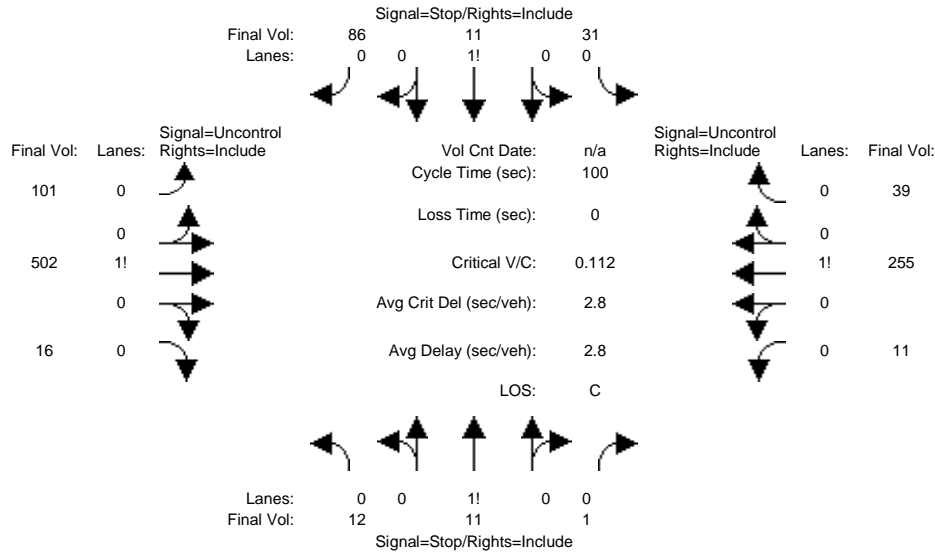 Signal=Stop/Rights=Include
Final Vol: 86 11 31
Lanes: 0 0 1! 0 0
Signal=Uncontrol
Final Vol: Lanes: Rights=Include
Vol Cnt Date: n/a
Signal=Uncontrol
Rights=Include Lanes: Final Vol:
Cycle Time (sec): 100
101 0
0 39
Loss Time (sec): 0
0
0
502 1!
Critical V/C: 0.112
1! 255
0
Avg Crit Del (sec/veh): 2.8
0
16 0
Avg Delay (sec/veh): 2.8
0 11
LOS: C
Lanes: 0 0 1! 0 0
Final Vol: 12 11 1
Signal=Stop/Rights=Include